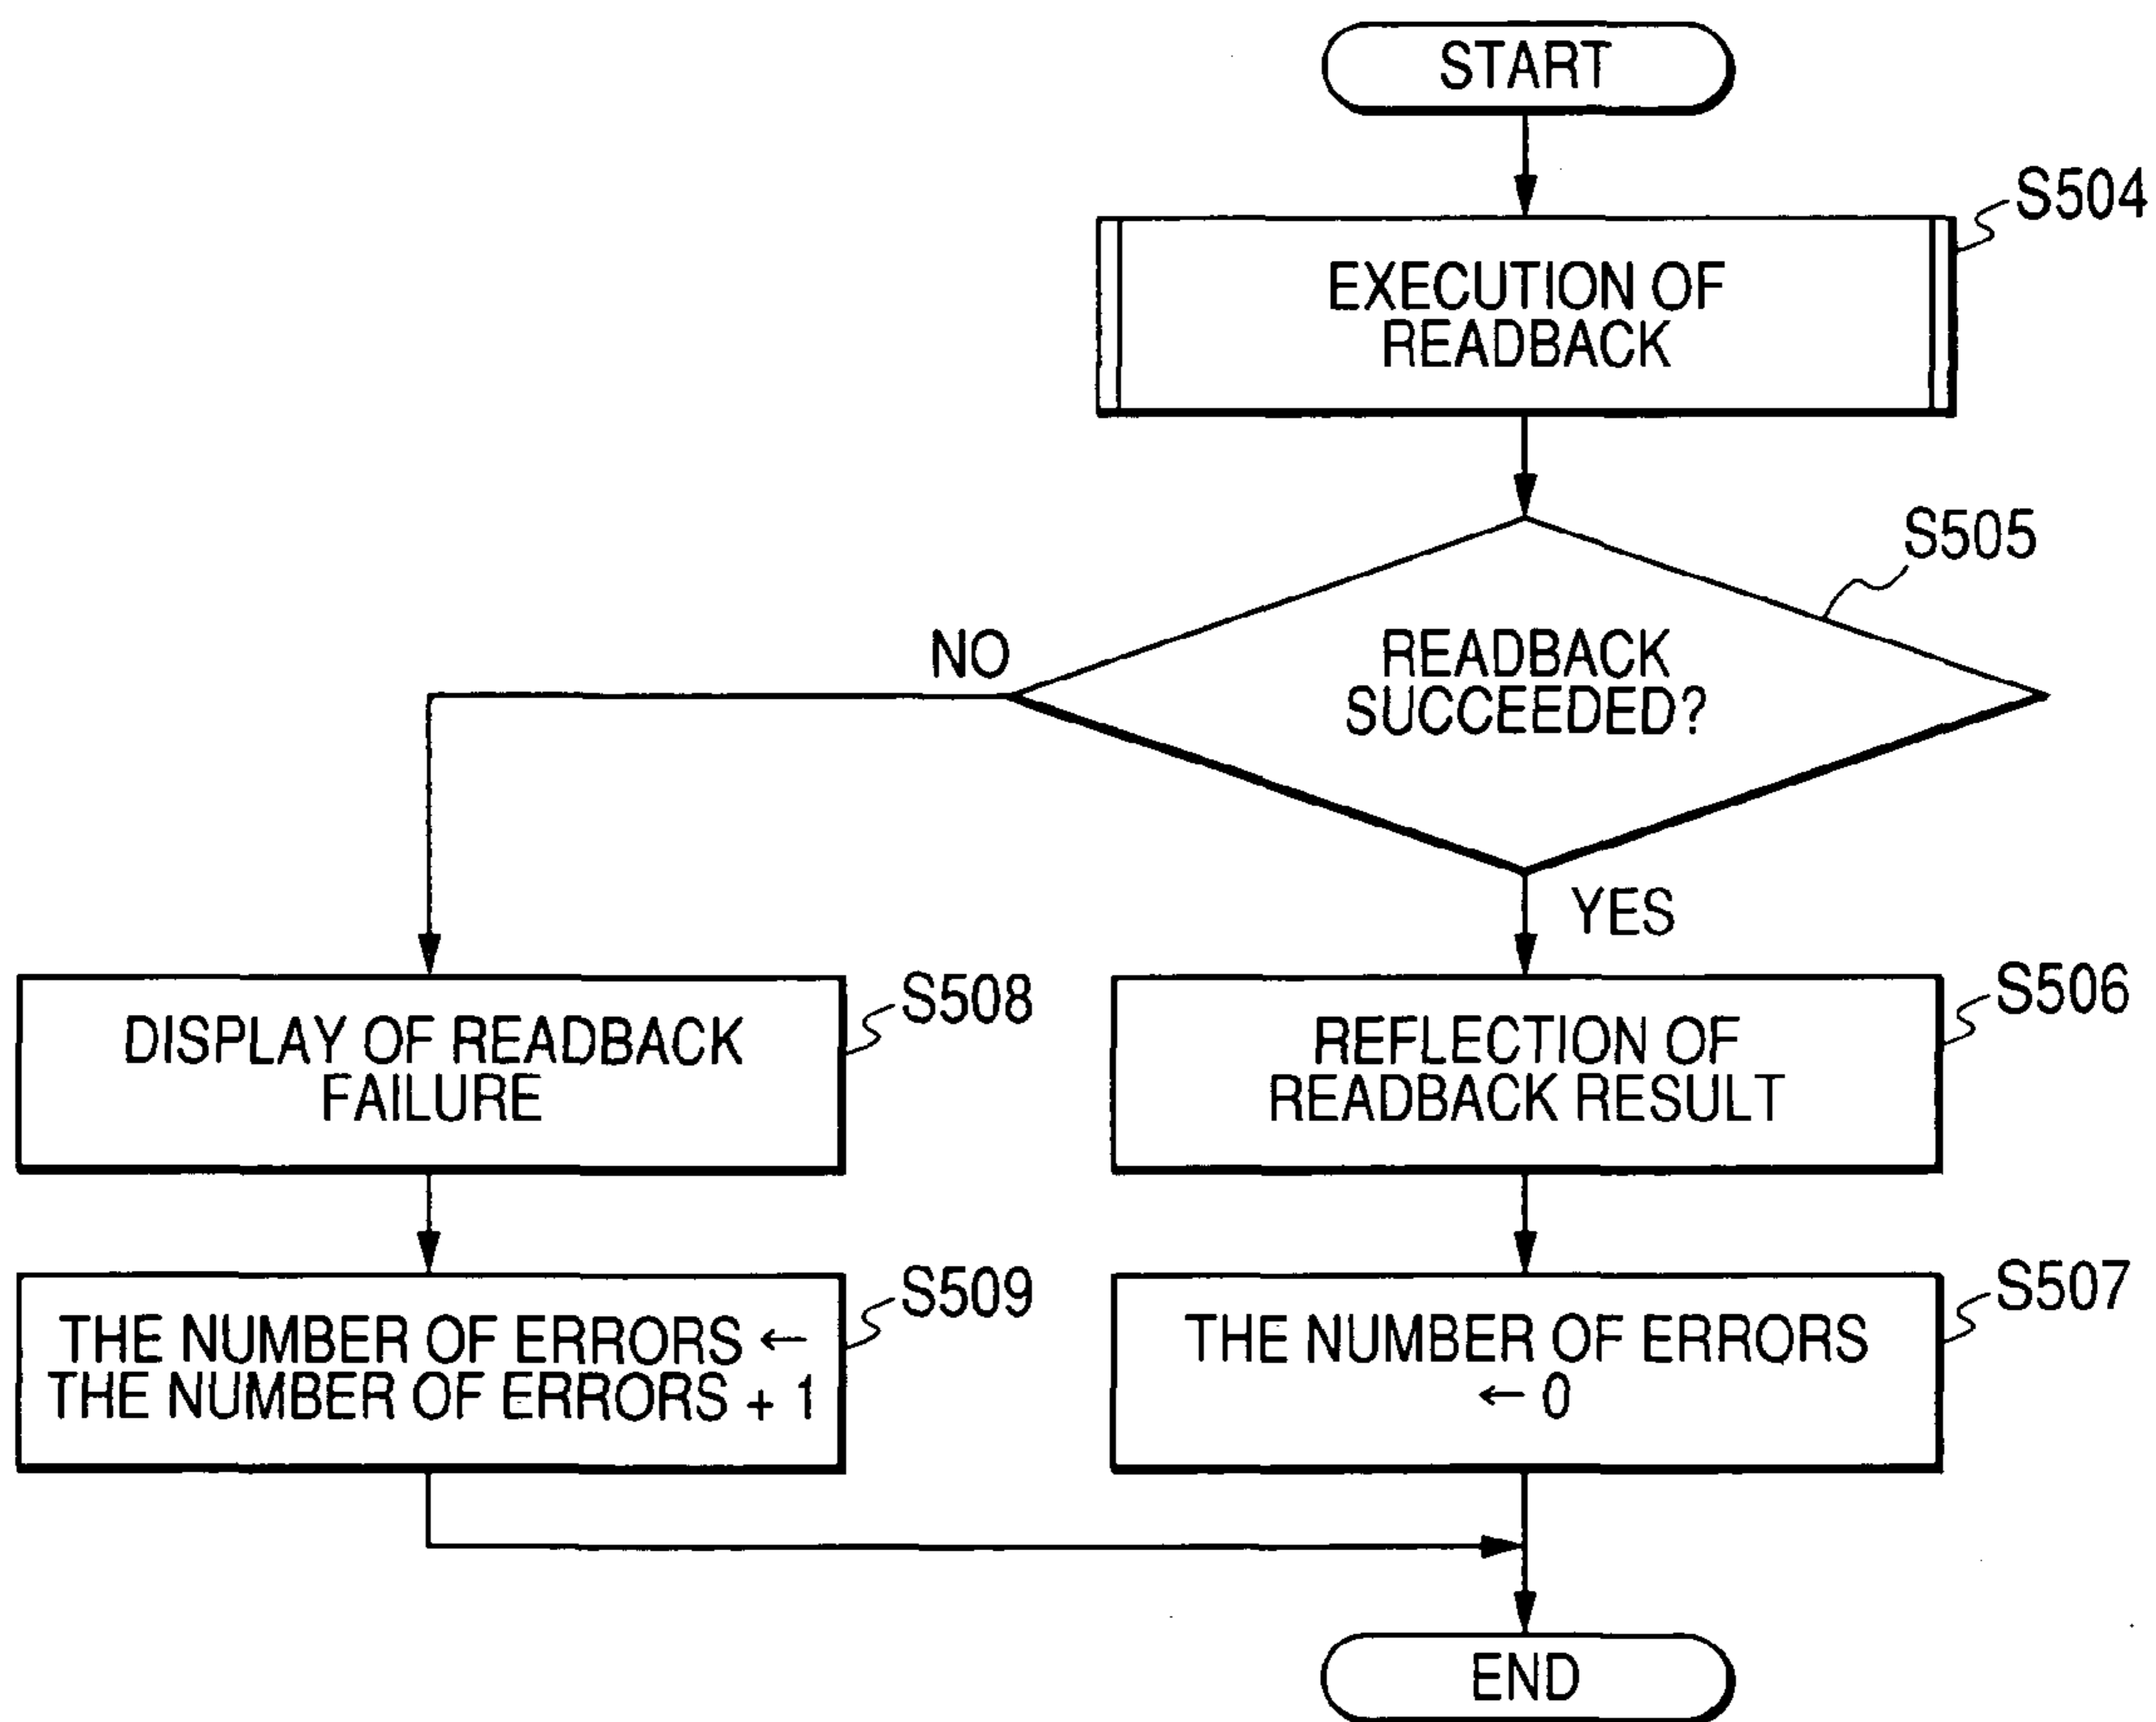 START
S504
EXECUTION OF
READBACK
S505
READBACK
SUCCEEDED?
NO
YES
S508
DISPLAY OF READBACK
FAILURE
S506
REFLECTION OF
READBACK RESULT
S509
THE NUMBER OF ERRORS ←
THE NUMBER OF ERRORS + 1
S507
THE NUMBER OF ERRORS
← 0
END